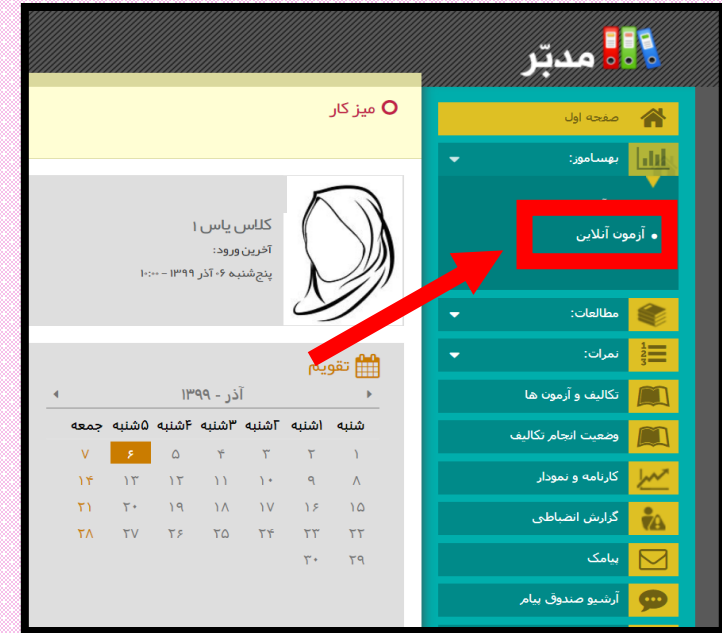 مدبّر
صفحه اول
بهساموز:
آزمون آنلاین
مطالعات:
نمرات:
تکالیف و آزمون ها
وضعیت انجام تکالیف
کارنامه و نمودار
گزارش انضباطی
پیامک
آرشیو صندوق پیام
میز کار
کلاس یاس ۱
آخرین ورود:
پنج‌شنبه ۰۶ آذر ۱۳۹۹ - ۱۰:۰۰
تقویم
آذر - ۱۳۹۹
شنبه ۱شنبه ۲شنبه ۳شنبه ۴شنبه ۵شنبه جمعه
۱ ۲ ۳ ۴ ۵ ۶ ۷
۸ ۹ ۱۰ ۱۱ ۱۲ ۱۳ ۱۴
۱۵ ۱۶ ۱۷ ۱۸ ۱۹ ۲۰ ۲۱
۲۲ ۲۳ ۲۴ ۲۵ ۲۶ ۲۷ ۲۸
۲۹ ۳۰